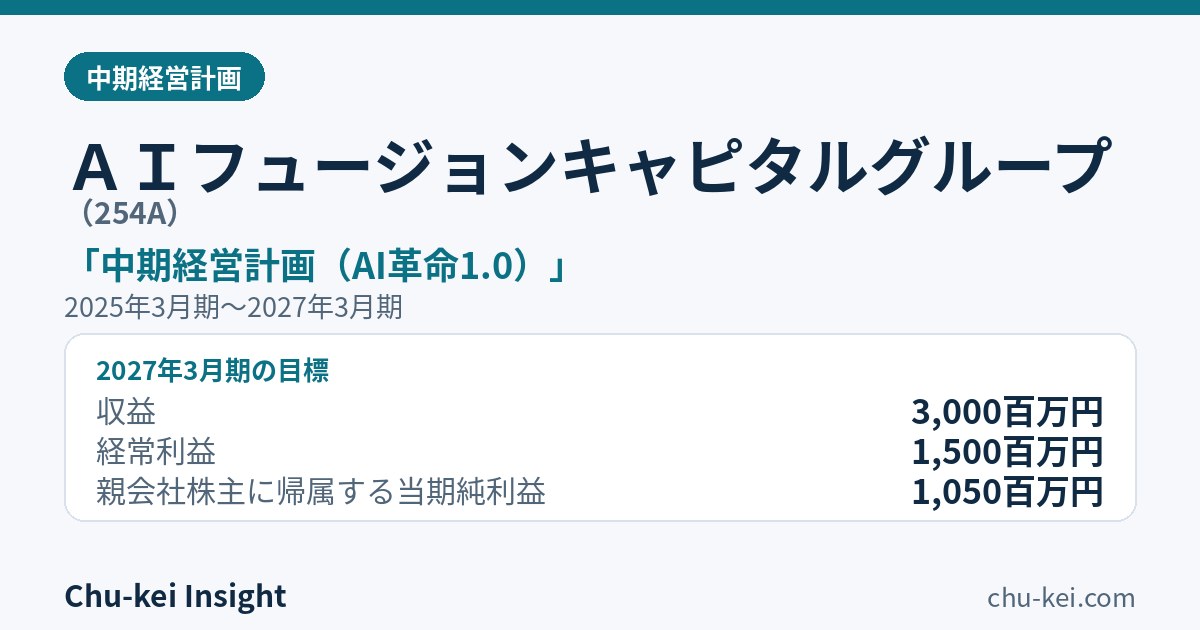 中期経営計画
ＡＩフュージョンキャピタルグループ
（254A）
「中期経営計画（AI革命1.0）」
2025年3月期～2027年3月期
2027年3月期の目標
収益 3,000百万円
経常利益 1,500百万円
親会社株主に帰属する当期純利益 1,050百万円
Chu-kei Insight chu-kei.com